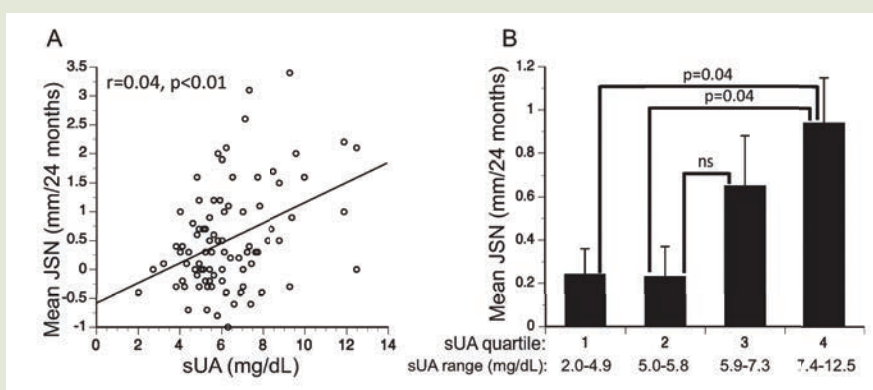 A
r=0.04, p<0.01
Mean JSN (mm/24 months)
3.5
3
2.5
2
1.5
1
0.5
0
-0.5
-1
0 2 4 6 8 10 12 14
sUA (mg/dL)
B
p=0.04
p=0.04
ns
Mean JSN (mm/24 months)
1.2
1
0.8
0.6
0.4
0.2
0
sUA quartile: 1 2 3 4
sUA range (mg/dL): 2.0-4.9 5.0-5.8 5.9-7.3 7.4-12.5